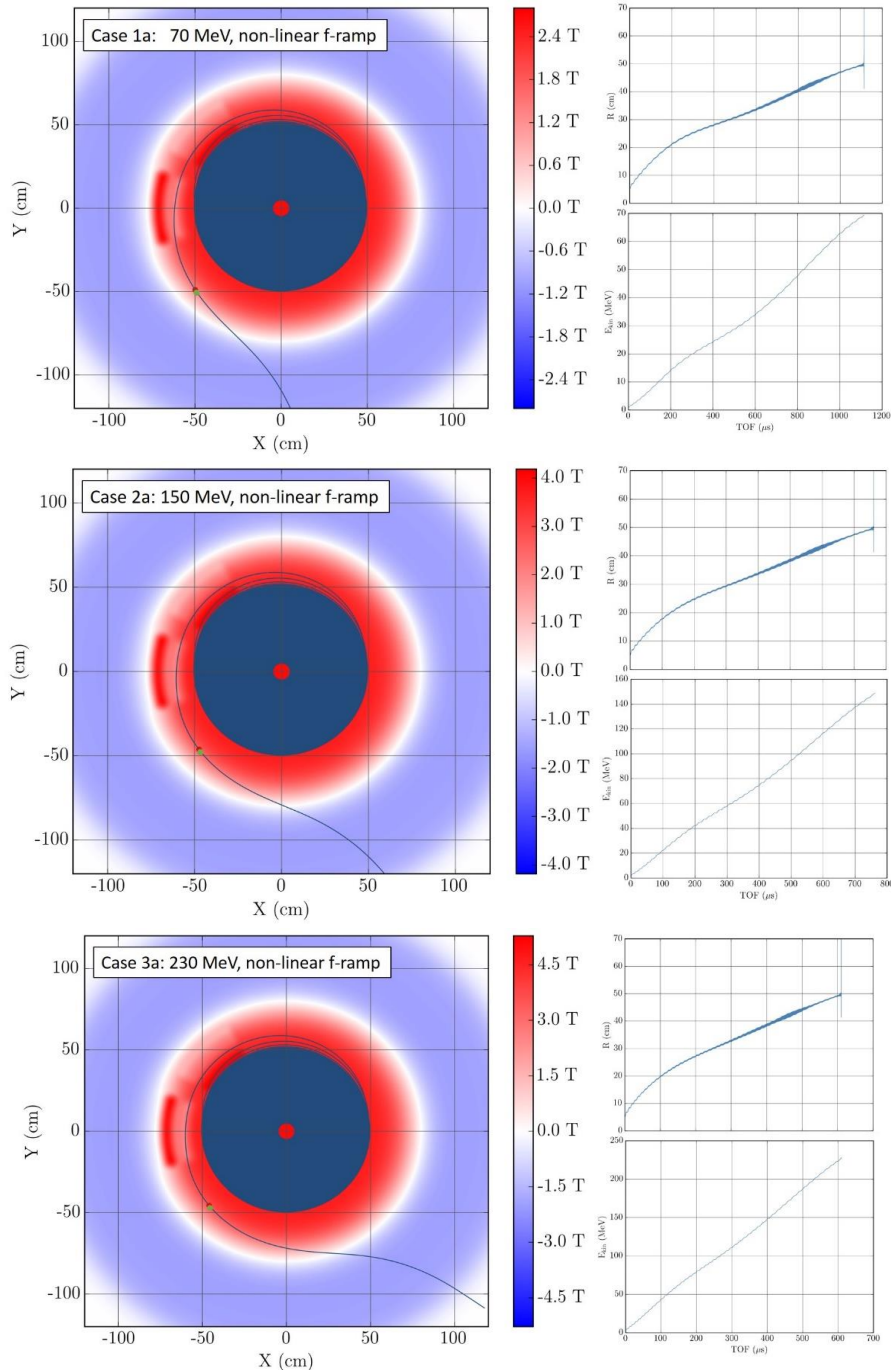 Case 1a: 70 MeV, non-linear f-ramp
100
50
0
-50
-100
Y (cm)
-100
-50
0
50
100
X (cm)
2.4 T
1.8 T
1.2 T
0.6 T
0.0 T
-0.6 T
-1.2 T
-1.8 T
-2.4 T
70
60
50
40
30
20
10
0
R (cm)
70
60
50
40
30
20
10
0
Ekin (MeV)
0
200
400
600
800
1000
1200
TOF (μs)
Case 2a: 150 MeV, non-linear f-ramp
100
50
0
-50
-100
Y (cm)
-100
-50
0
50
100
X (cm)
4.0 T
3.0 T
2.0 T
1.0 T
0.0 T
-1.0 T
-2.0 T
-3.0 T
-4.0 T
70
60
50
40
30
20
10
0
R (cm)
160
140
120
100
80
60
40
20
0
Ekin (MeV)
0
100
200
300
400
500
600
700
800
TOF (μs)
Case 3a: 230 MeV, non-linear f-ramp
100
50
0
-50
-100
Y (cm)
-100
-50
0
50
100
X (cm)
4.5 T
3.0 T
1.5 T
0.0 T
-1.5 T
-3.0 T
-4.5 T
70
60
50
40
30
20
10
0
R (cm)
250
200
150
100
50
0
Ekin (MeV)
0
100
200
300
400
500
600
700
TOF (μs)